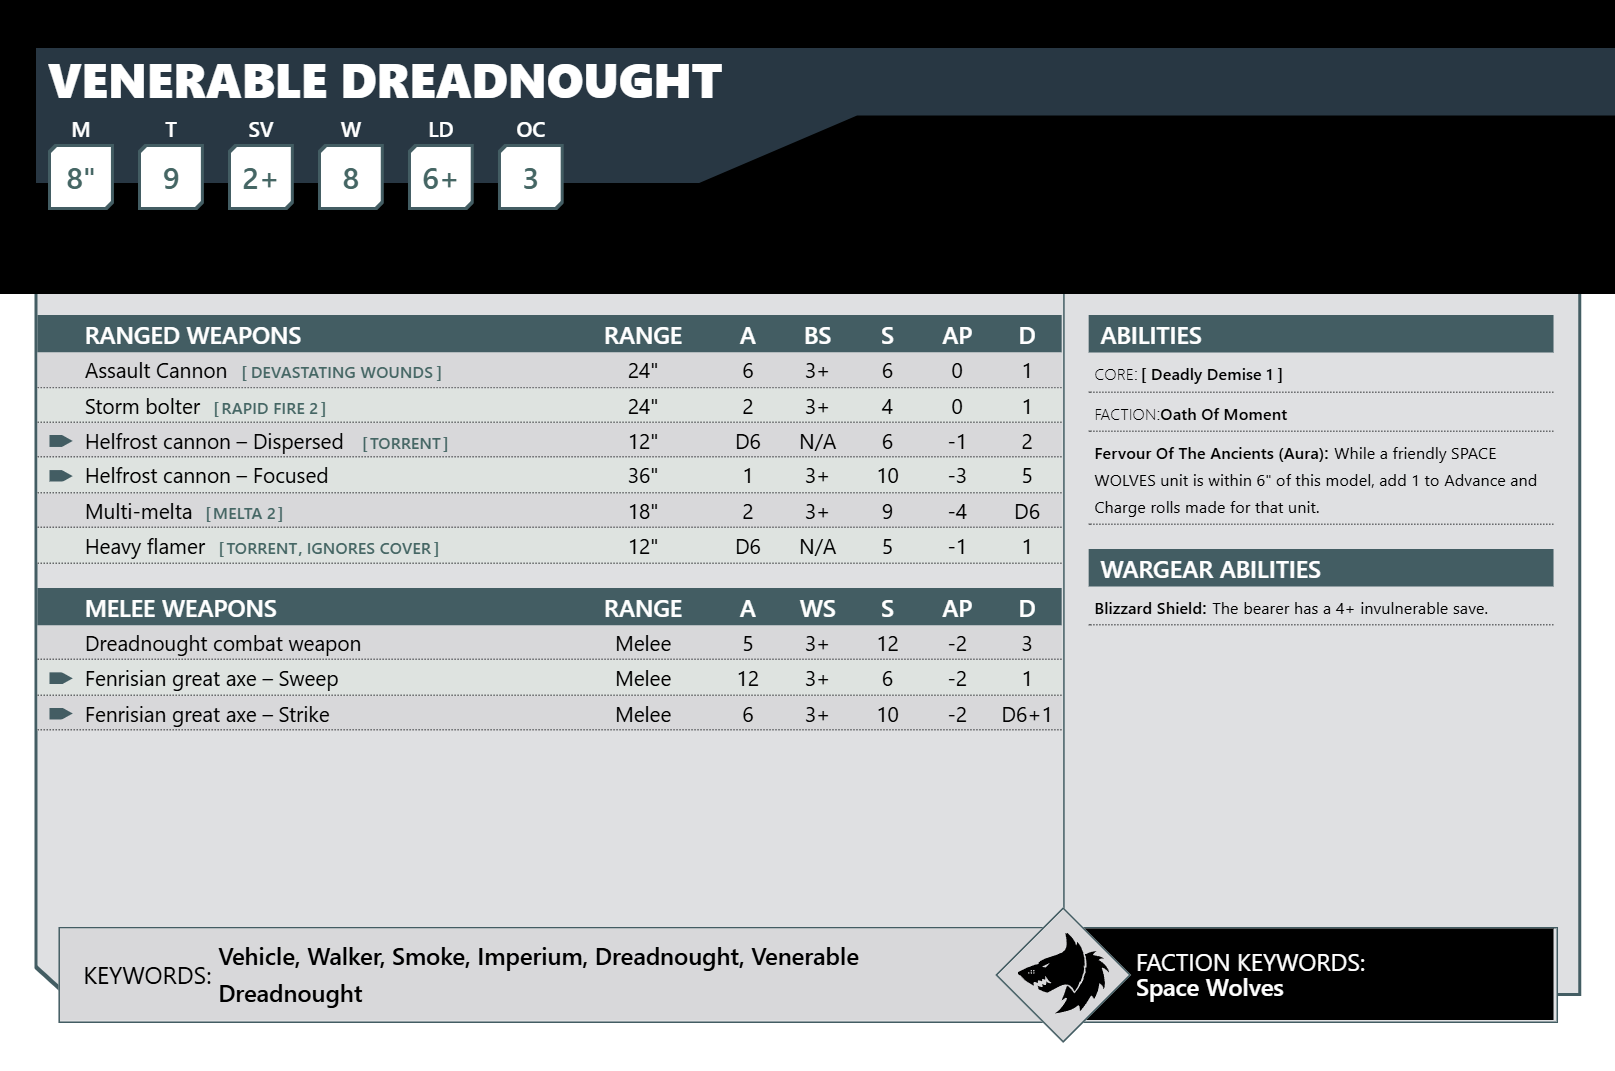 VENERABLE DREADNOUGHT
M T SV W LD OC
8" 9 2+ 8 6+ 3
RANGED WEAPONS RANGE A BS S AP D
Assault Cannon [ DEVASTATING WOUNDS ] 24" 6 3+ 6 0 1
Storm bolter [ RAPID FIRE 2 ] 24" 2 3+ 4 0 1
Helfrost cannon – Dispersed [ TORRENT ] 12" D6 N/A 6 -1 2
Helfrost cannon – Focused 36" 1 3+ 10 -3 5
Multi-melta [ MELTA 2 ] 18" 2 3+ 9 -4 D6
Heavy flamer [ TORRENT, IGNORES COVER ] 12" D6 N/A 5 -1 1
MELEE WEAPONS RANGE A WS S AP D
Dreadnought combat weapon Melee 5 3+ 12 -2 3
Fenrisian great axe – Sweep Melee 12 3+ 6 -2 1
Fenrisian great axe – Strike Melee 6 3+ 10 -2 D6+1
ABILITIES
CORE: [ Deadly Demise 1 ]
FACTION:Oath Of Moment
Fervour Of The Ancients (Aura): While a friendly SPACE
WOLVES unit is within 6" of this model, add 1 to Advance and
Charge rolls made for that unit.
WARGEAR ABILITIES
Blizzard Shield: The bearer has a 4+ invulnerable save.
KEYWORDS: Vehicle, Walker, Smoke, Imperium, Dreadnought, Venerable
Dreadnought
FACTION KEYWORDS:
Space Wolves